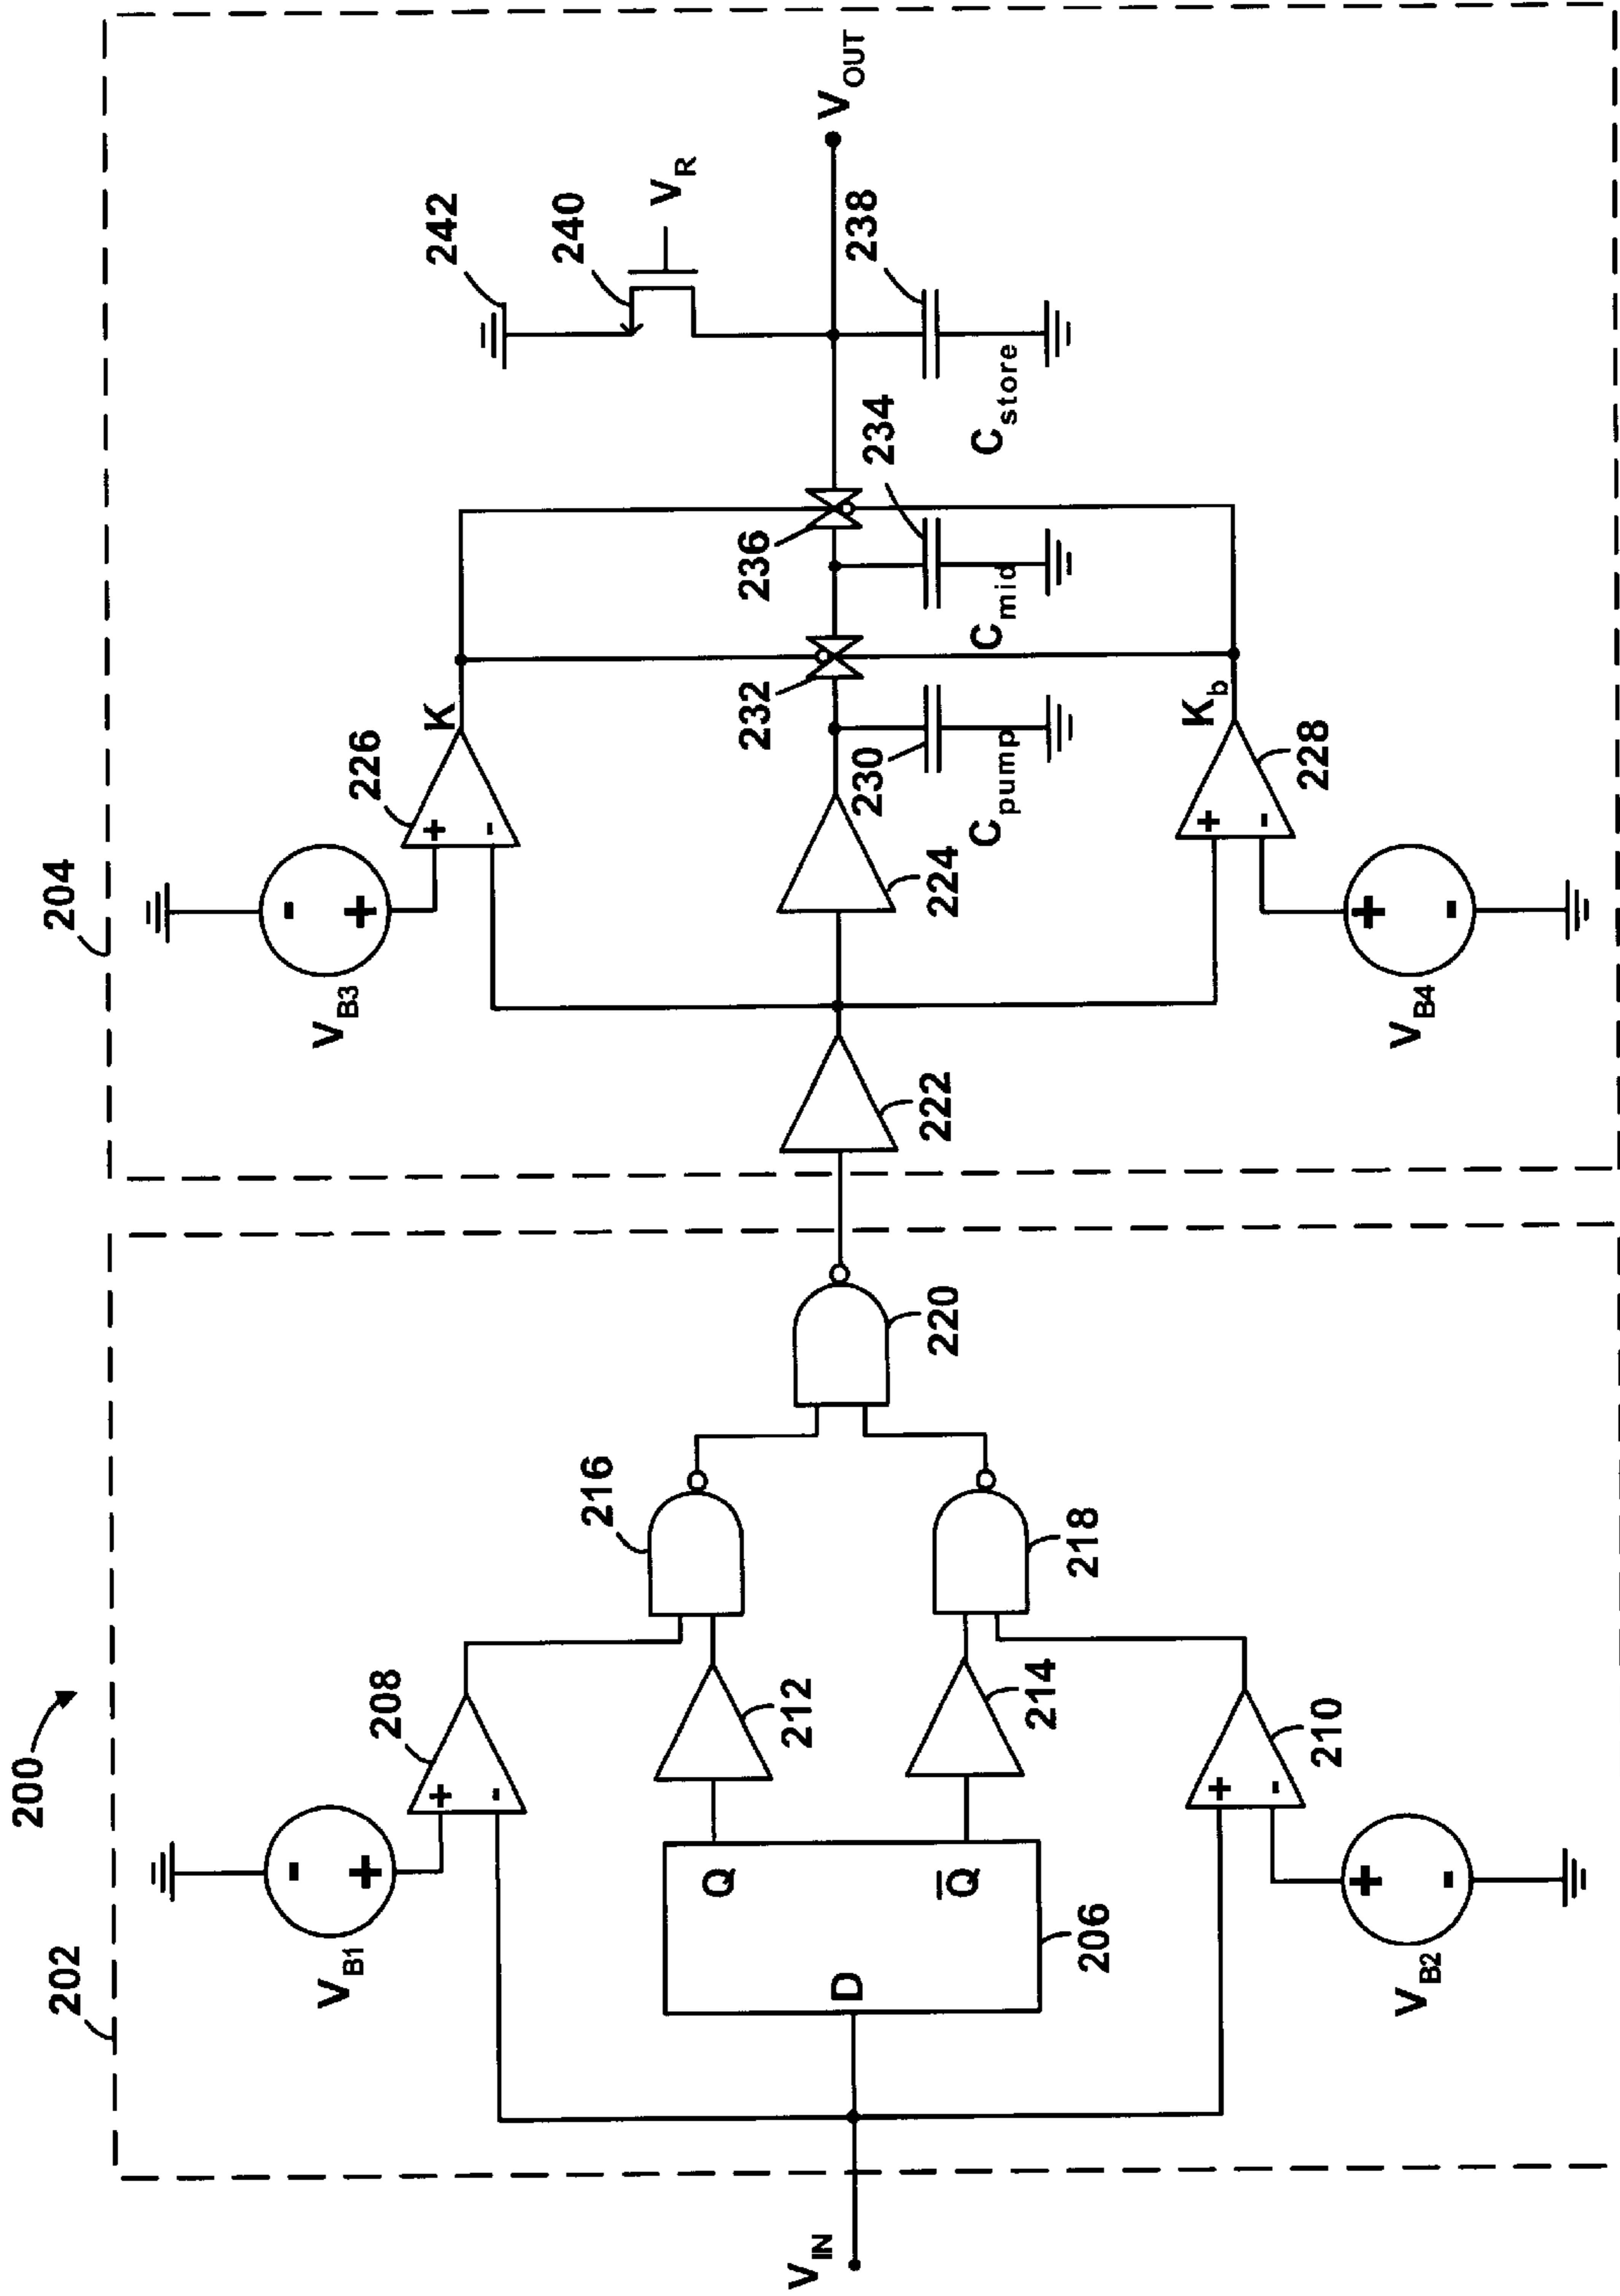 200
202
204
V_IN
V_B1
+
-
208
+
-
D
Q
Q̅
206
212
214
216
218
V_B2
+
-
210
+
-
220
222
V_B3
+
-
226
+
-
K
224
V_B4
+
-
228
+
-
K_b
230
C_pump
232
234
C_mid
236
238
C_store
240
242
V_R
V_OUT